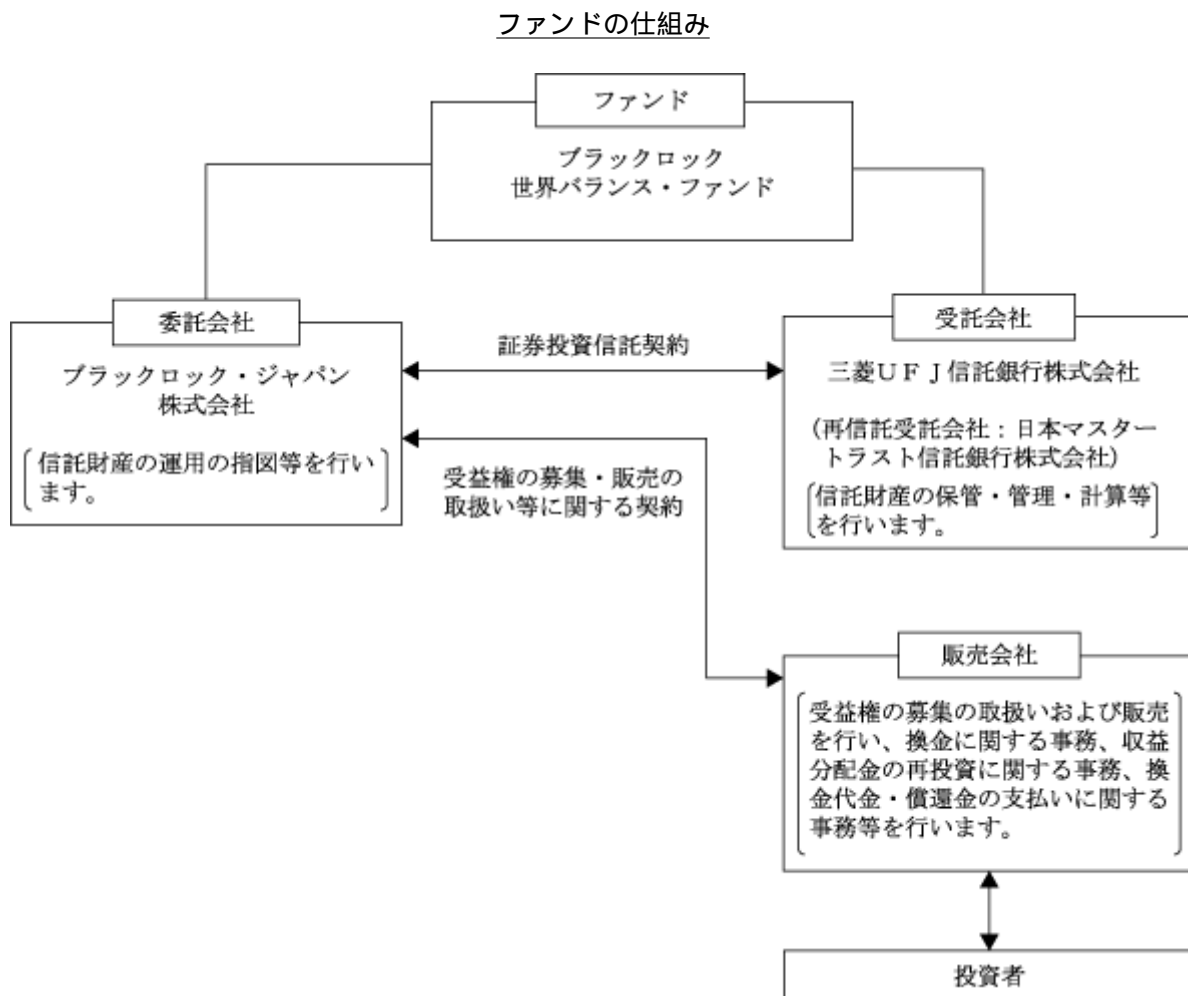 ファンドの仕組み
ファンド
ブラックロック
世界バランス・ファンド
委託会社
ブラックロック・ジャパン
株式会社
信託財産の運用の指図等を行い
ます。
証券投資信託契約
受益権の募集・販売の
取扱い等に関する契約
受託会社
三菱UFJ信託銀行株式会社
(再信託受託会社:日本マスター
トラスト信託銀行株式会社)
信託財産の保管・管理・計算等
を行います。
販売会社
受益権の募集の取扱いおよび販売
を行い、換金に関する事務、収益
分配金の再投資に関する事務、換
金代金・償還金の支払いに関する
事務等を行います。
投資者